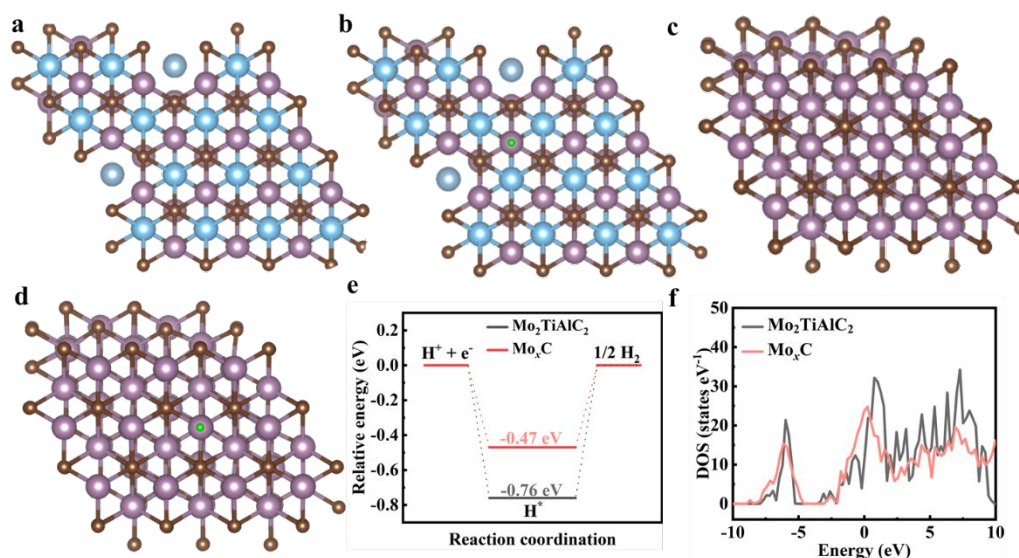 a
b
c
d
e
Relative energy (eV)
0.2
0.0
-0.2
-0.4
-0.6
-0.8
Mo₂TiAlC₂
MoₓC
H⁺ + e⁻
1/2 H₂
-0.47 eV
-0.76 eV
H*
Reaction coordination
f
DOS (states eV⁻¹)
50
40
30
20
10
0
Mo₂TiAlC₂
MoₓC
-10
-5
0
5
10
Energy (eV)